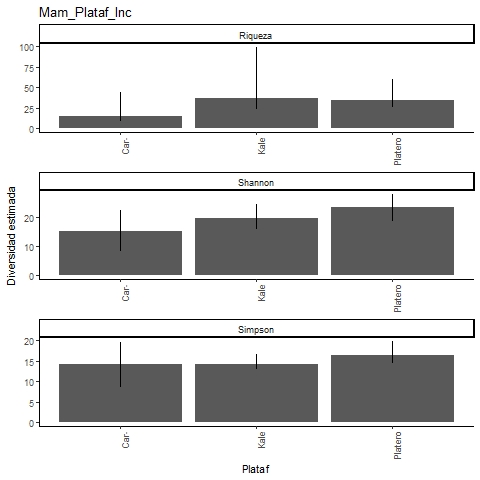 Mam_Plataf_Inc
Riqueza
100
75
50
25
0
Car-
Kale
Platero
Shannon
20
10
0
Car-
Kale
Platero
Simpson
20
15
10
5
0
Car-
Kale
Platero
Diversidad estimada
Plataf